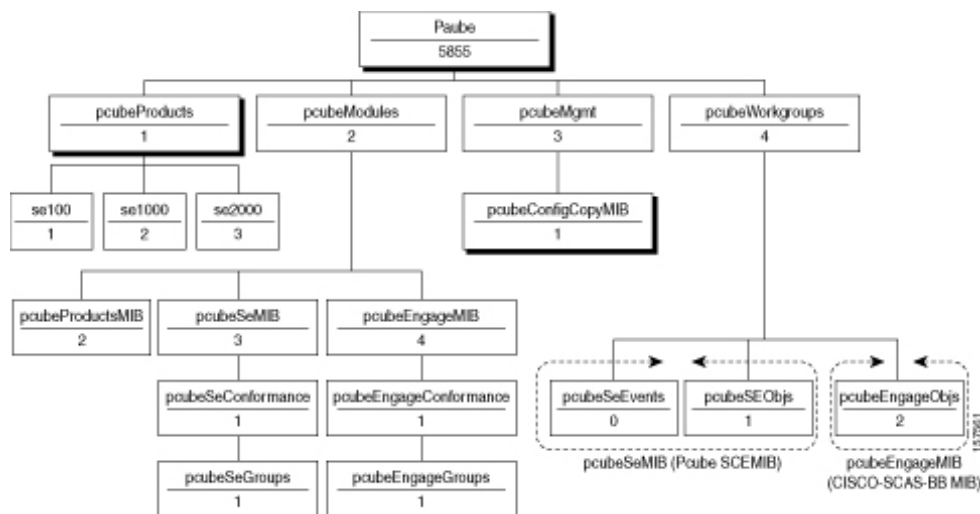 Pcube
5855
pcubeProducts
1
pcubeModules
2
pcubeMgmt
3
pcubeWorkgroups
4
se100
1
se1000
2
se2000
3
pcubeConfigCopyMIB
1
pcubeProductsMIB
2
pcubeSeMIB
3
pcubeEngageMIB
4
pcubeSeConformance
1
pcubeEngageConformance
1
pcubeSeGroups
1
pcubeEngageGroups
1
pcubeSeEvents
0
pcubeSEObjs
1
pcubeEngageObjs
2
pcubeSeMIB (Pcube SCEMIB)
pcubeEngageMIB
(CISCO-SCAS-BB MIB)